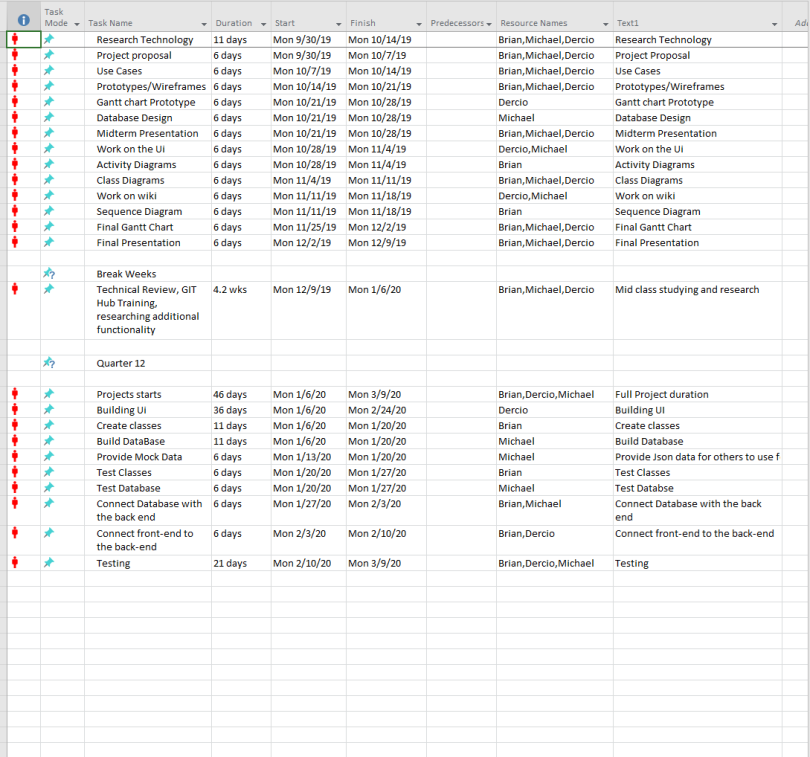 Task
Mode Task Name Duration Start Finish Predecessors Resource Names Text1
Research Technology 11 days Mon 9/30/19 Mon 10/14/19 Brian,Michael,Dercio Research Technology
Project proposal 6 days Mon 9/30/19 Mon 10/7/19 Brian,Michael,Dercio Project Proposal
Use Cases 6 days Mon 10/7/19 Mon 10/14/19 Brian,Michael,Dercio Use Cases
Prototypes/Wireframes 6 days Mon 10/14/19 Mon 10/21/19 Brian,Michael,Dercio Prototypes/Wireframes
Gantt chart Prototype 6 days Mon 10/21/19 Mon 10/28/19 Dercio Gantt chart Prototype
Database Design 6 days Mon 10/21/19 Mon 10/28/19 Michael Database Design
Midterm Presentation 6 days Mon 10/21/19 Mon 10/28/19 Brian,Michael,Dercio Midterm Presentation
Work on the Ui 6 days Mon 10/28/19 Mon 11/4/19 Dercio,Michael Work on the Ui
Activity Diagrams 6 days Mon 10/28/19 Mon 11/4/19 Brian Activity Diagrams
Class Diagrams 6 days Mon 11/4/19 Mon 11/11/19 Brian,Michael,Dercio Class Diagrams
Work on wiki 6 days Mon 11/11/19 Mon 11/18/19 Dercio,Michael Work on wiki
Sequence Diagram 6 days Mon 11/11/19 Mon 11/18/19 Brian Sequence Diagram
Final Gantt Chart 6 days Mon 11/25/19 Mon 12/2/19 Brian,Michael,Dercio Final Gantt Chart
Final Presentation 6 days Mon 12/2/19 Mon 12/9/19 Brian,Michael,Dercio Final Presentation
Break Weeks
Technical Review, GIT 4.2 wks Mon 12/9/19 Mon 1/6/20 Brian,Michael,Dercio Mid class studying and research
Hub Training,
researching additional
functionality
Quarter 12
Projects starts 46 days Mon 1/6/20 Mon 3/9/20 Brian,Dercio,Michael Full Project duration
Building Ui 36 days Mon 1/6/20 Mon 2/24/20 Dercio Building UI
Create classes 11 days Mon 1/6/20 Mon 1/20/20 Brian Create classes
Build DataBase 11 days Mon 1/6/20 Mon 1/20/20 Michael Build Database
Provide Mock Data 6 days Mon 1/13/20 Mon 1/20/20 Michael Provide Json data for others to use f
Test Classes 6 days Mon 1/20/20 Mon 1/27/20 Brian Test Classes
Test Database 6 days Mon 1/20/20 Mon 1/27/20 Michael Test Databse
Connect Database with 6 days Mon 1/27/20 Mon 2/3/20 Brian,Michael Connect Database with the back
the back end end
Connect front-end to 6 days Mon 2/3/20 Mon 2/10/20 Brian,Dercio Connect front-end to the back-end
the back-end
Testing 21 days Mon 2/10/20 Mon 3/9/20 Brian,Dercio,Michael Testing